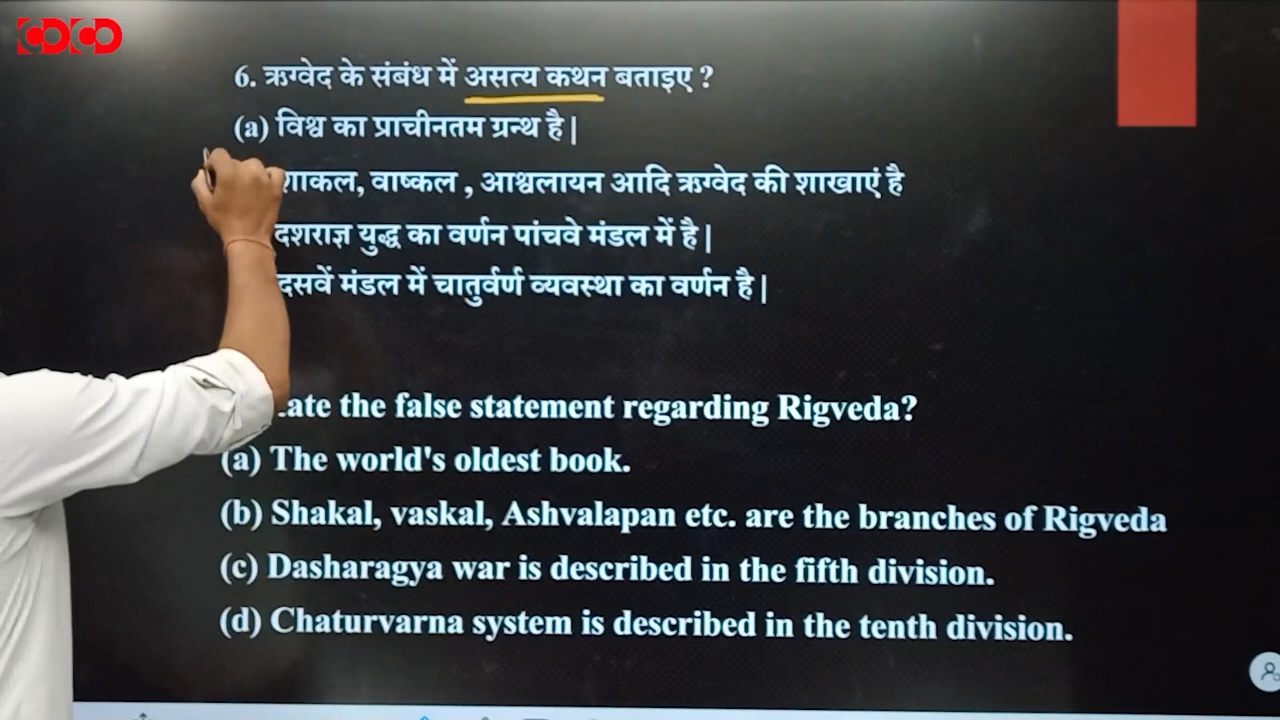 COCO
6. ऋग्वेद के संबंध में असत्य कथन बताइए ?
(a) विश्व का प्राचीनतम ग्रन्थ है |
शाकल, वाष्कल , आश्वलायन आदि ऋग्वेद की शाखाएं है
दशराज्ञ युद्ध का वर्णन पांचवे मंडल में है |
दसवें मंडल में चातुर्वर्ण व्यवस्था का वर्णन है |
ate the false statement regarding Rigveda?
(a) The world's oldest book.
(b) Shakal, vaskal, Ashvalapan etc. are the branches of Rigveda
(c) Dasharagya war is described in the fifth division.
(d) Chaturvarna system is described in the tenth division.